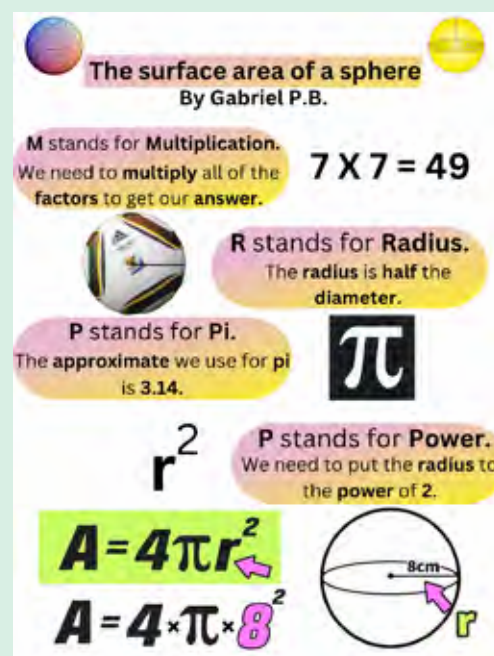 The surface area of a sphere
By Gabriel P.B.
M stands for Multiplication.
We need to multiply all of the
factors to get our answer.
7 X 7 = 49
R stands for Radius.
The radius is half the
diameter.
P stands for Pi.
The approximate we use for pi
is 3.14.
π
r²
P stands for Power.
We need to put the radius to
the power of 2.
A = 4πr²
8cm
r
A = 4 × π × 8²